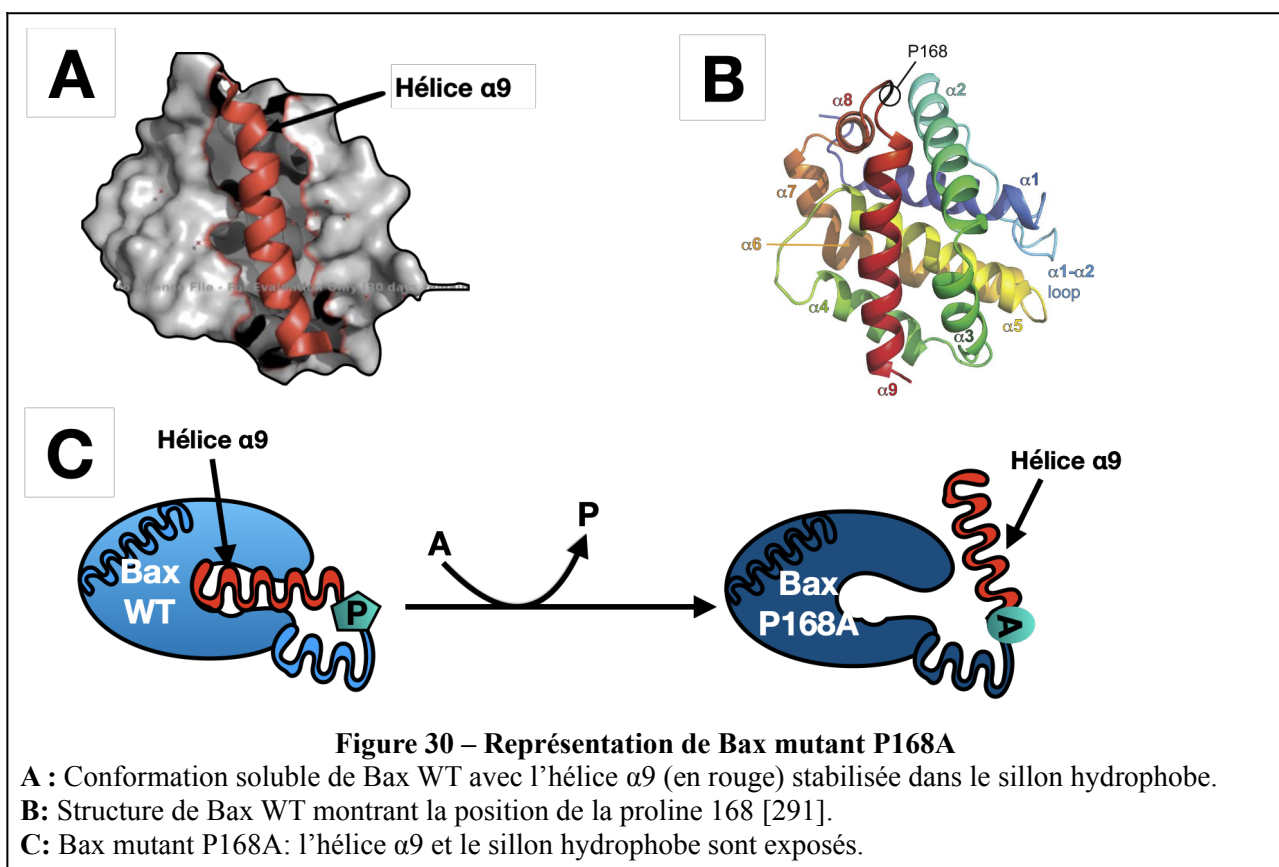 A
Hélice α9
For Evaluation Only
B
P168
α8
α2
α7
α1
α6
α1-α2
loop
α4
α5
α3
α9
C
Hélice α9
Hélice α9
A
P
Bax
WT
P
Bax
P168A
A
Figure 30 – Représentation de Bax mutant P168A
A : Conformation soluble de Bax WT avec l’hélice α9 (en rouge) stabilisée dans le sillon hydrophobe.
B: Structure de Bax WT montrant la position de la proline 168 [291].
C: Bax mutant P168A: l’hélice α9 et le sillon hydrophobe sont exposés.